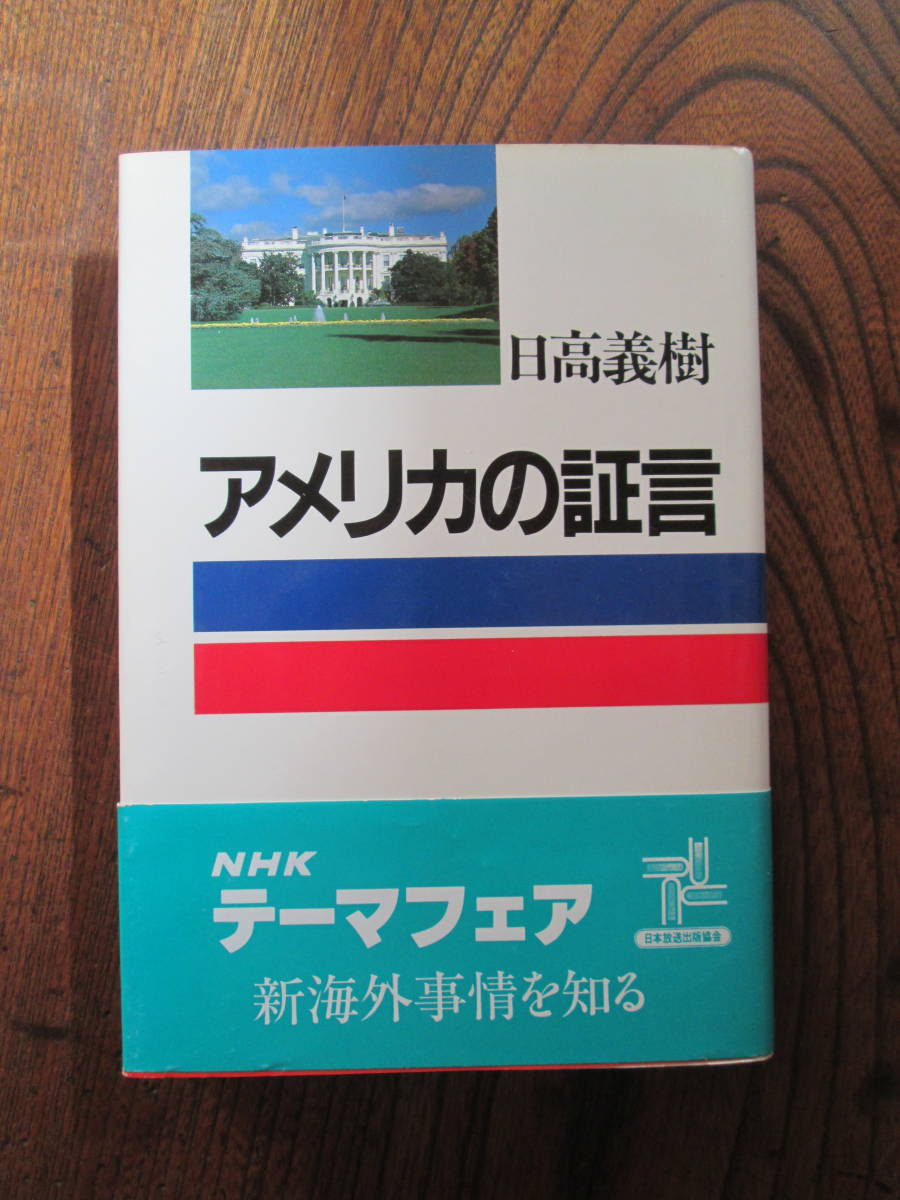 日高義樹
アメリカの証言
NHK
テーマフェア
日本放送出版協会
新海外事情を知る